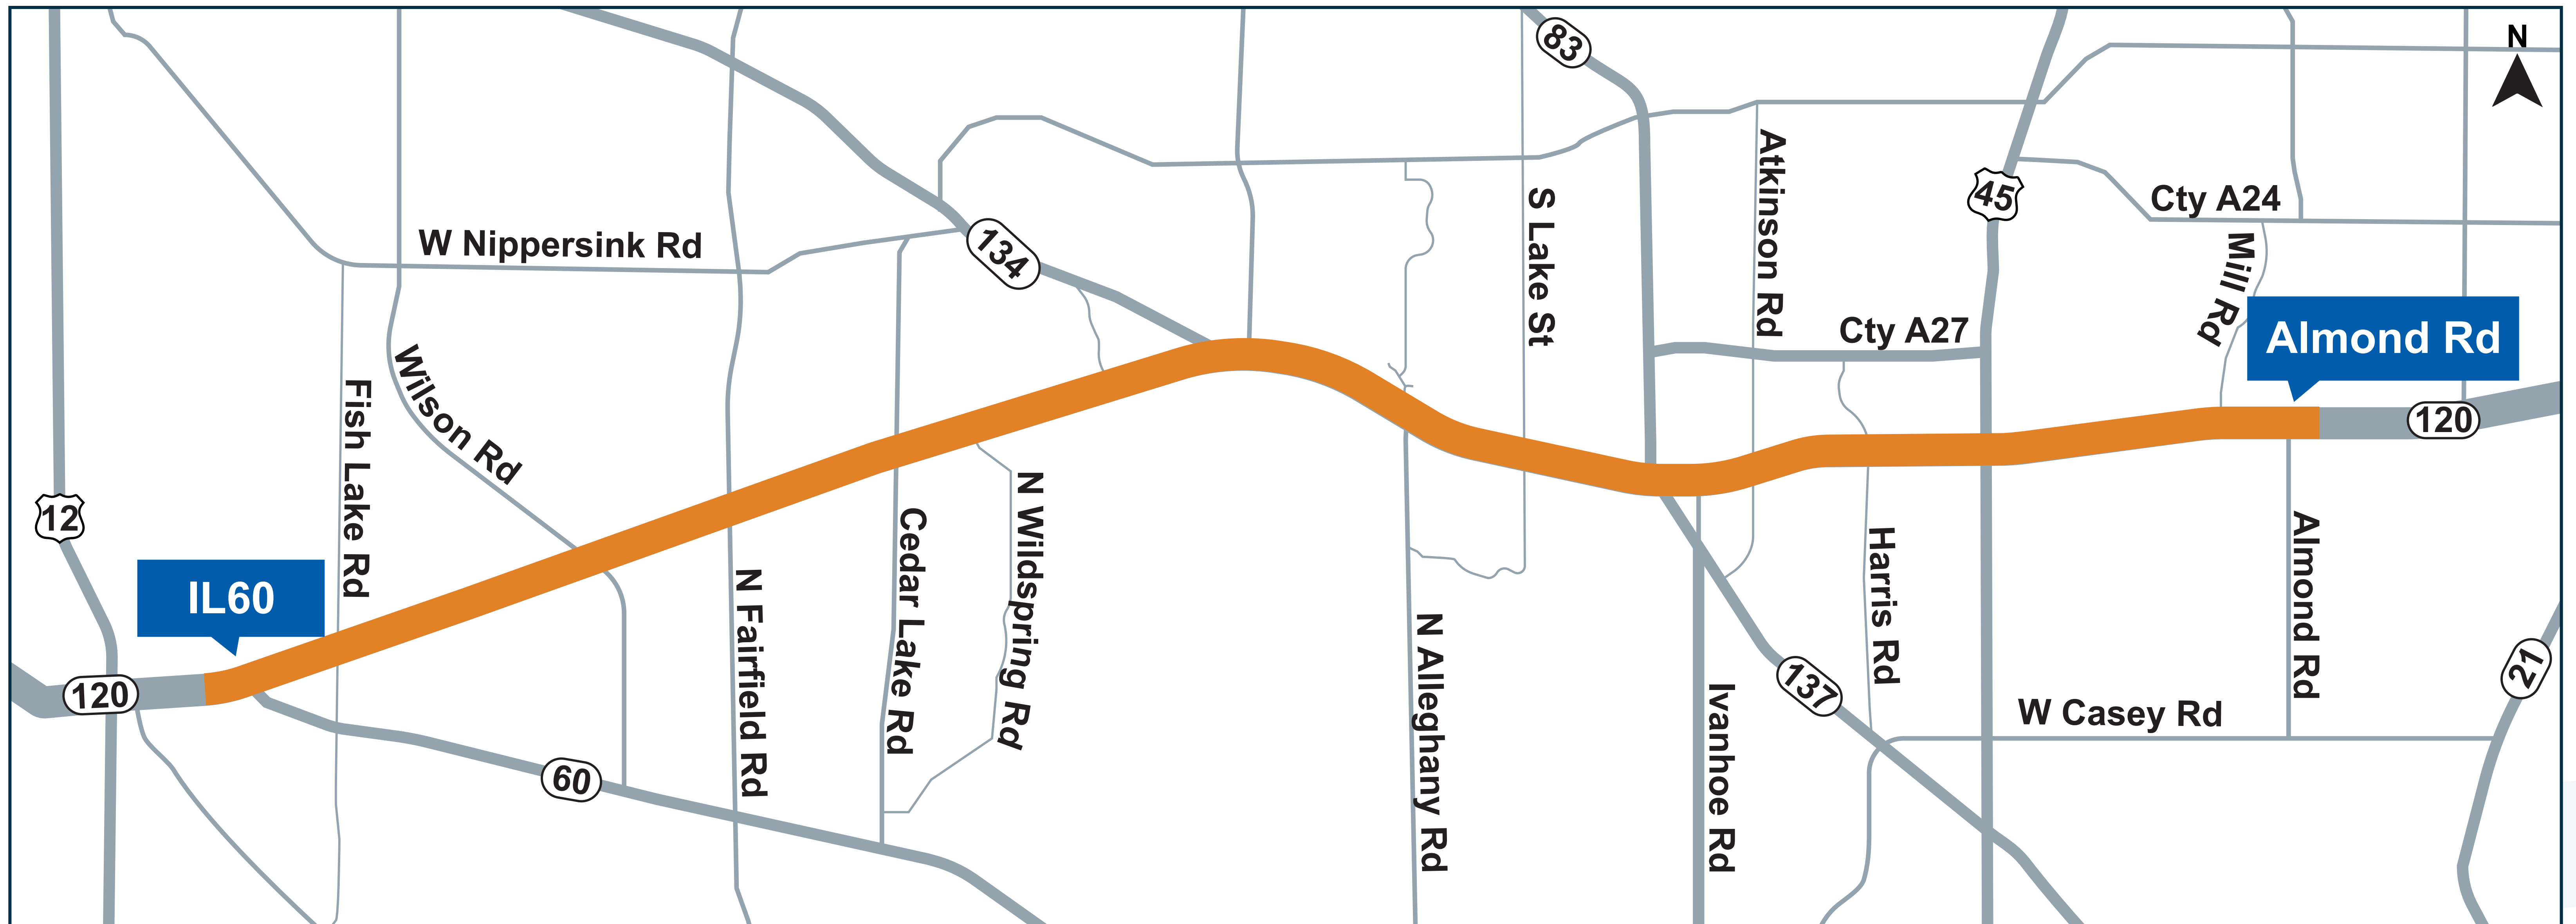 83
N
Atkinson Rd
45
Cty A24
S Lake St
W Nippersink Rd
134
Mill Rd
Cty A27
Almond Rd
Wilson Rd
Fish Lake Rd
120
12
N Wildspring Rd
Cedar Lake Rd
Harris Rd
Almond Rd
IL60
N Fairfield Rd
N Alleghany Rd
21
137
120
Ivanhoe Rd
W Casey Rd
60